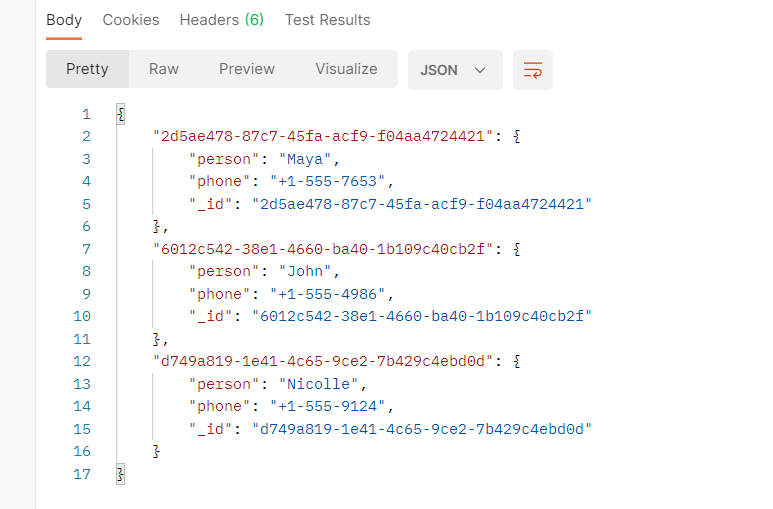 Body Cookies Headers (6) Test Results
Pretty Raw Preview Visualize JSON
1 {
2 "2d5ae478-87c7-45fa-acf9-f04aa4724421": {
3 "person": "Maya",
4 "phone": "+1-555-7653",
5 "_id": "2d5ae478-87c7-45fa-acf9-f04aa4724421"
6 },
7 "6012c542-38e1-4660-ba40-1b109c40cb2f": {
8 "person": "John",
9 "phone": "+1-555-4986",
10 "_id": "6012c542-38e1-4660-ba40-1b109c40cb2f"
11 },
12 "d749a819-1e41-4c65-9ce2-7b429c4ebd0d": {
13 "person": "Nicolle",
14 "phone": "+1-555-9124",
15 "_id": "d749a819-1e41-4c65-9ce2-7b429c4ebd0d"
16 }
17 }